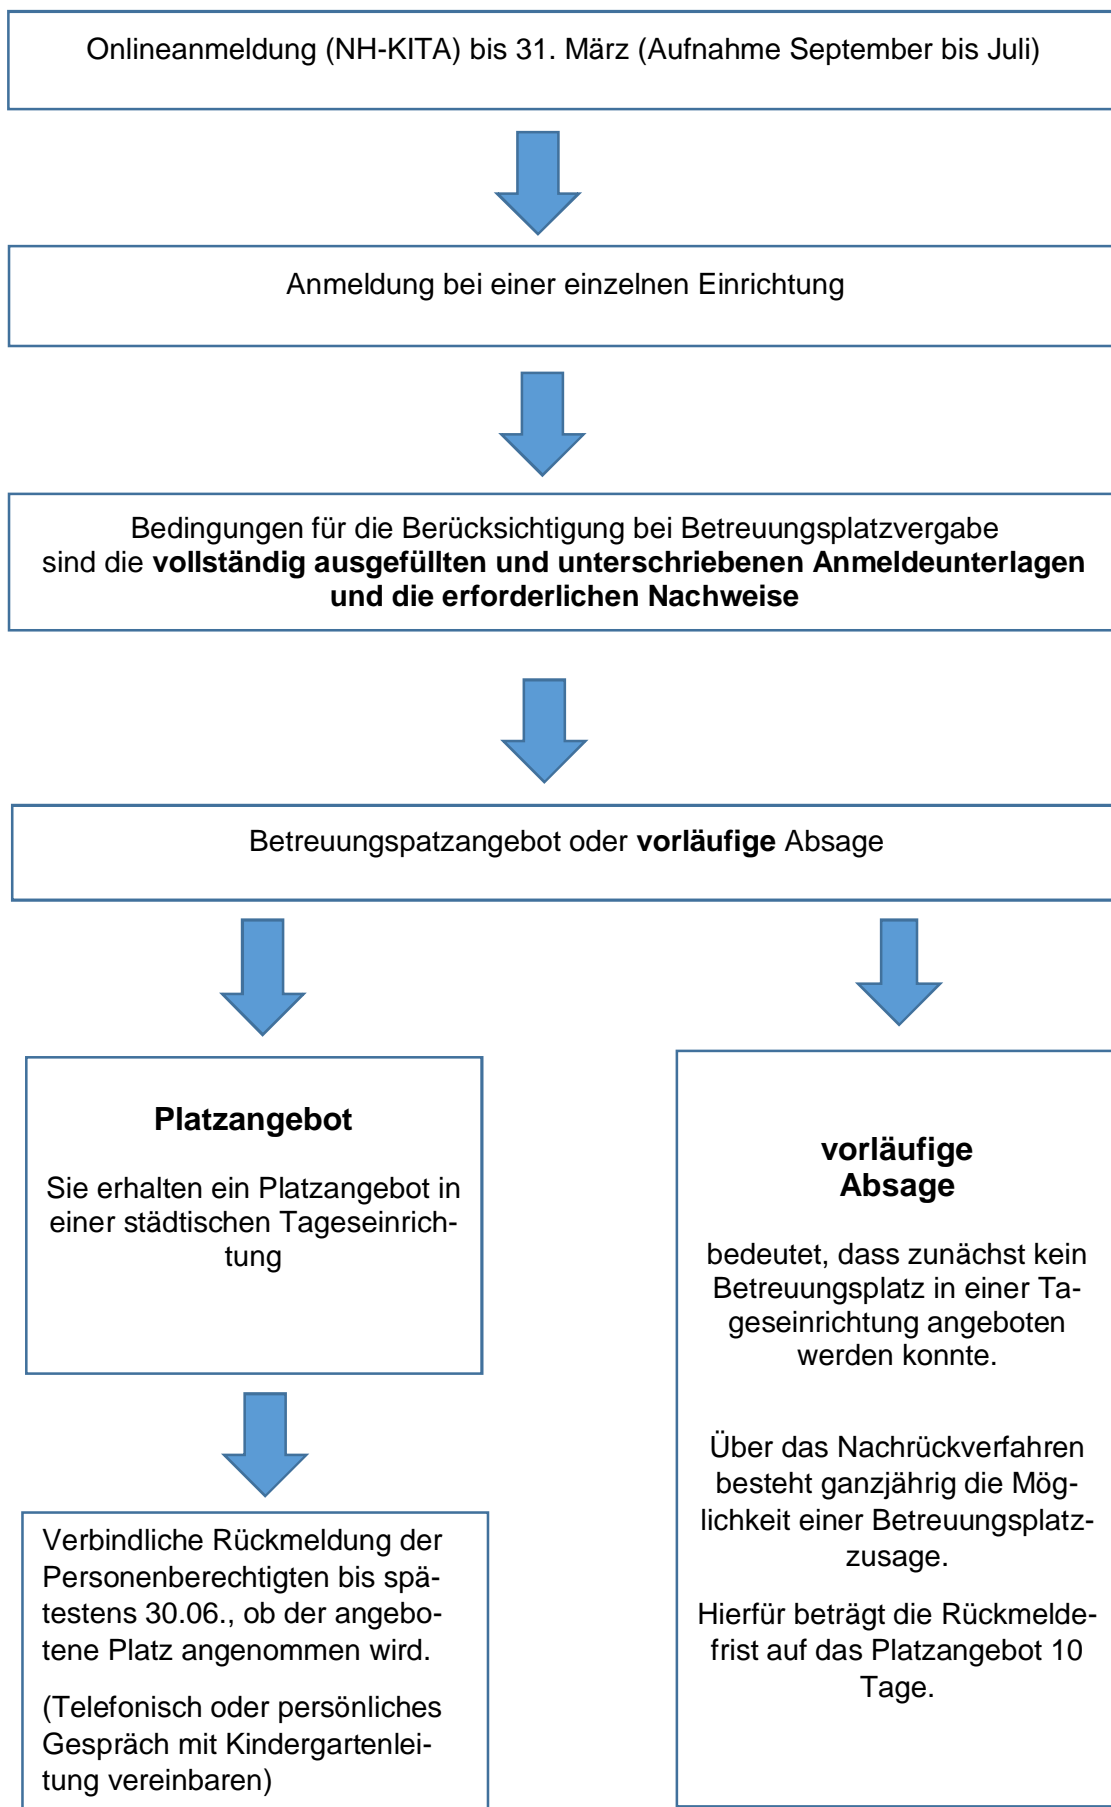 Onlineanmeldung (NH-KITA) bis 31. März (Aufnahme September bis Juli)
Anmeldung bei einer einzelnen Einrichtung
Bedingungen für die Berücksichtigung bei Betreuungsplatzvergabe
sind die vollständig ausgefüllten und unterschriebenen Anmeldeunterlagen
und die erforderlichen Nachweise
Betreuungspatzangebot oder vorläufige Absage
Platzangebot
Sie erhalten ein Platzangebot in
einer städtischen Tageseinrich-
tung
Verbindliche Rückmeldung der
Personenberechtigten bis spä-
testens 30.06., ob der angebo-
tene Platz angenommen wird.
(Telefonisch oder persönliches
Gespräch mit Kindergartenlei-
tung vereinbaren)
vorläufige
Absage
bedeutet, dass zunächst kein
Betreuungsplatz in einer Ta-
geseinrichtung angeboten
werden konnte.
Über das Nachrückverfahren
besteht ganzjährig die Mög-
lichkeit einer Betreuungsplatz-
zusage.
Hierfür beträgt die Rückmelde-
frist auf das Platzangebot 10
Tage.